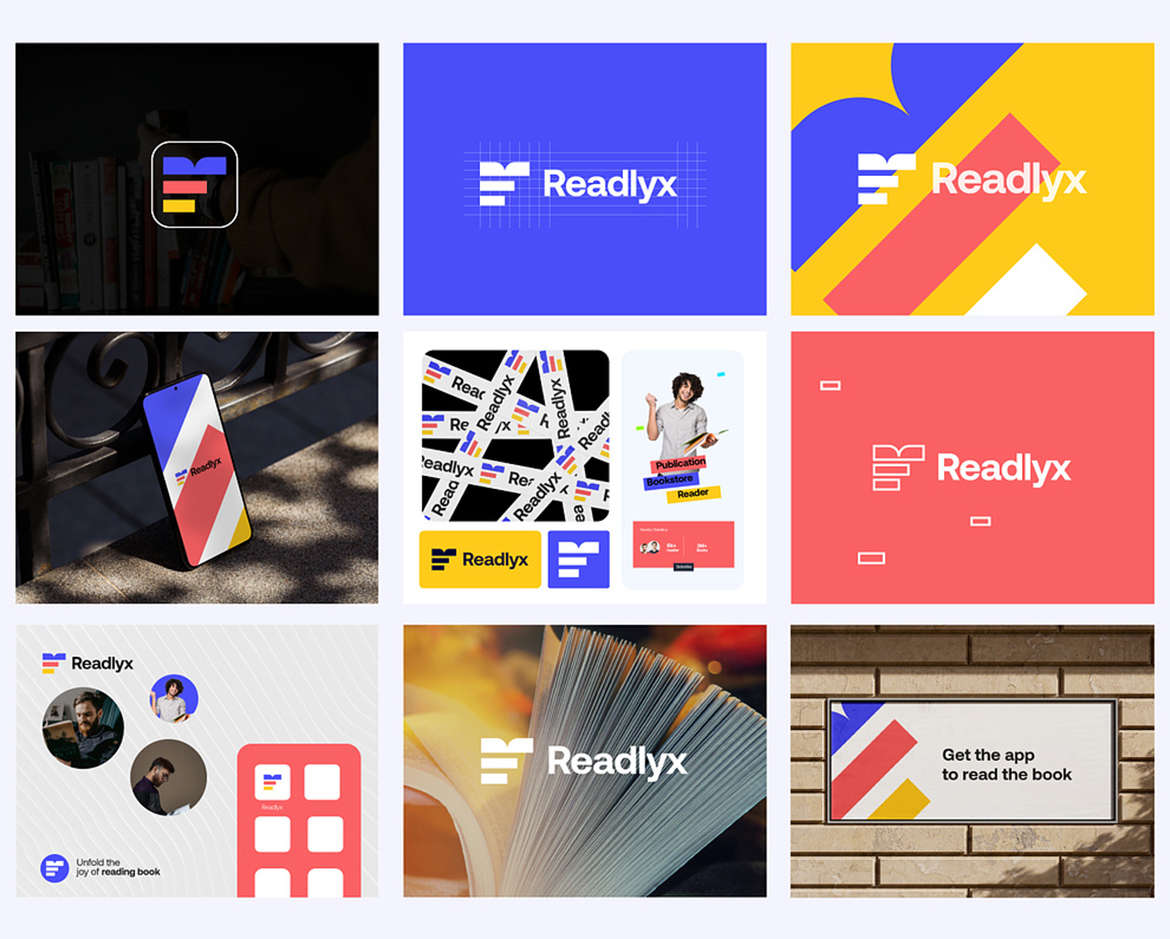 Readlyx
Readlyx
Readlyx
Readlyx
Readlyx
Readlyx
Readlyx
Readlyx
Readlyx
Publication
Bookstore
Reader
Readlyx
Readlyx
Readlyx
Readlyx
Unfold the
joy of reading book
Readlyx
Get the app
to read the book